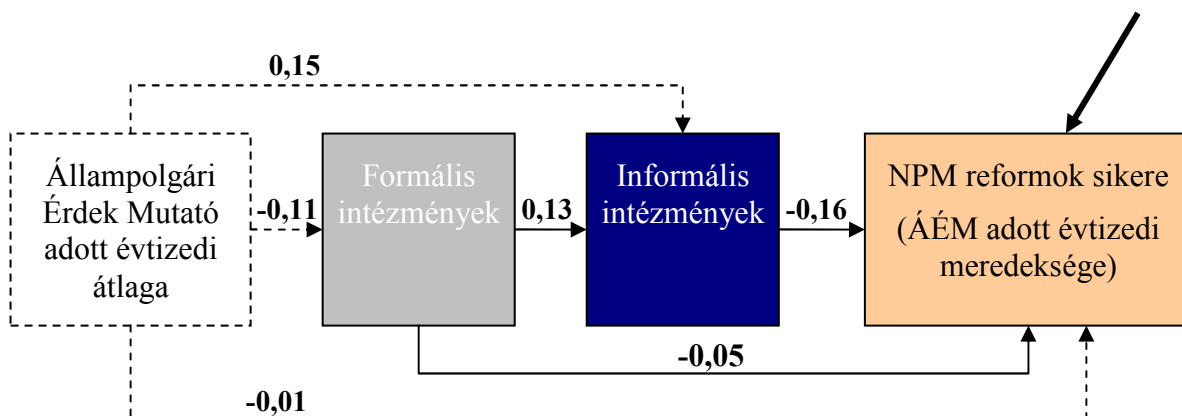 0,15
Állampolgári
Érdek Mutató
adott évtizedi
átlaga
-0,11
Formális
intézmények
0,13
Informális
intézmények
-0,16
NPM reformok sikere
(ÁÉM adott évtizedi
meredeksége)
-0,05
-0,01